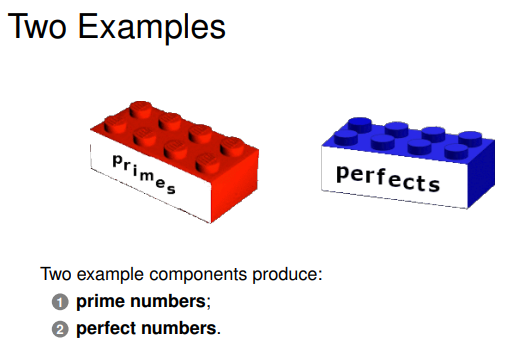 Two Examples
primes
perfects
Two example components produce:
1 prime numbers;
2 perfect numbers.